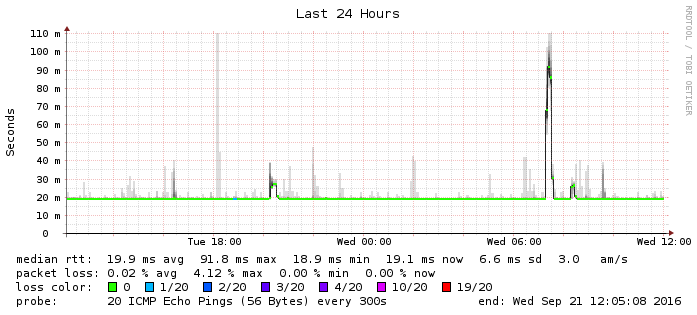 Last 24 Hours
RRDTOOL / TOBI OETIKER
Seconds
110 m
100 m
90 m
80 m
70 m
60 m
50 m
40 m
30 m
20 m
10 m
0
Tue 18:00 Wed 00:00 Wed 06:00 Wed 12:00
median rtt: 19.9 ms avg 91.8 ms max 18.9 ms min 19.1 ms now 6.6 ms sd 3.0 am/s
packet loss: 0.02 % avg 4.12 % max 0.00 % min 0.00 % now
loss color: 0 1/20 2/20 3/20 4/20 10/20 19/20
probe: 20 ICMP Echo Pings (56 Bytes) every 300s end: Wed Sep 21 12:05:08 2016